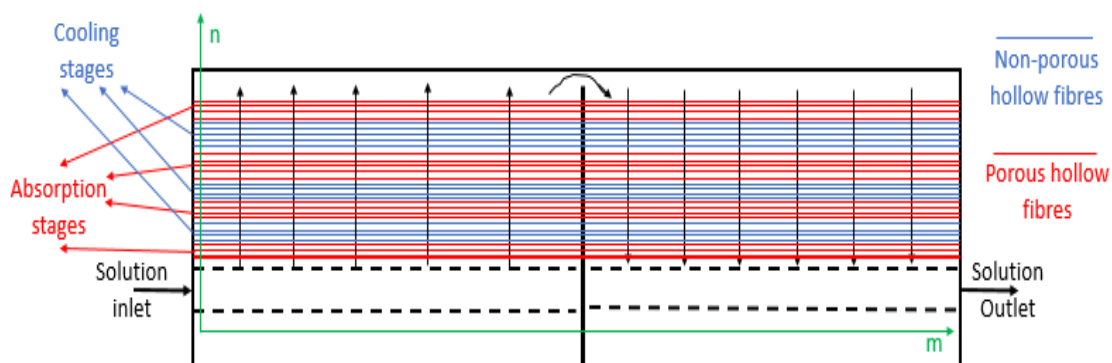 Cooling
stages
n
Non-porous
hollow fibres
Absorption
stages
Porous hollow
fibres
Solution
inlet
Solution
Outlet
m